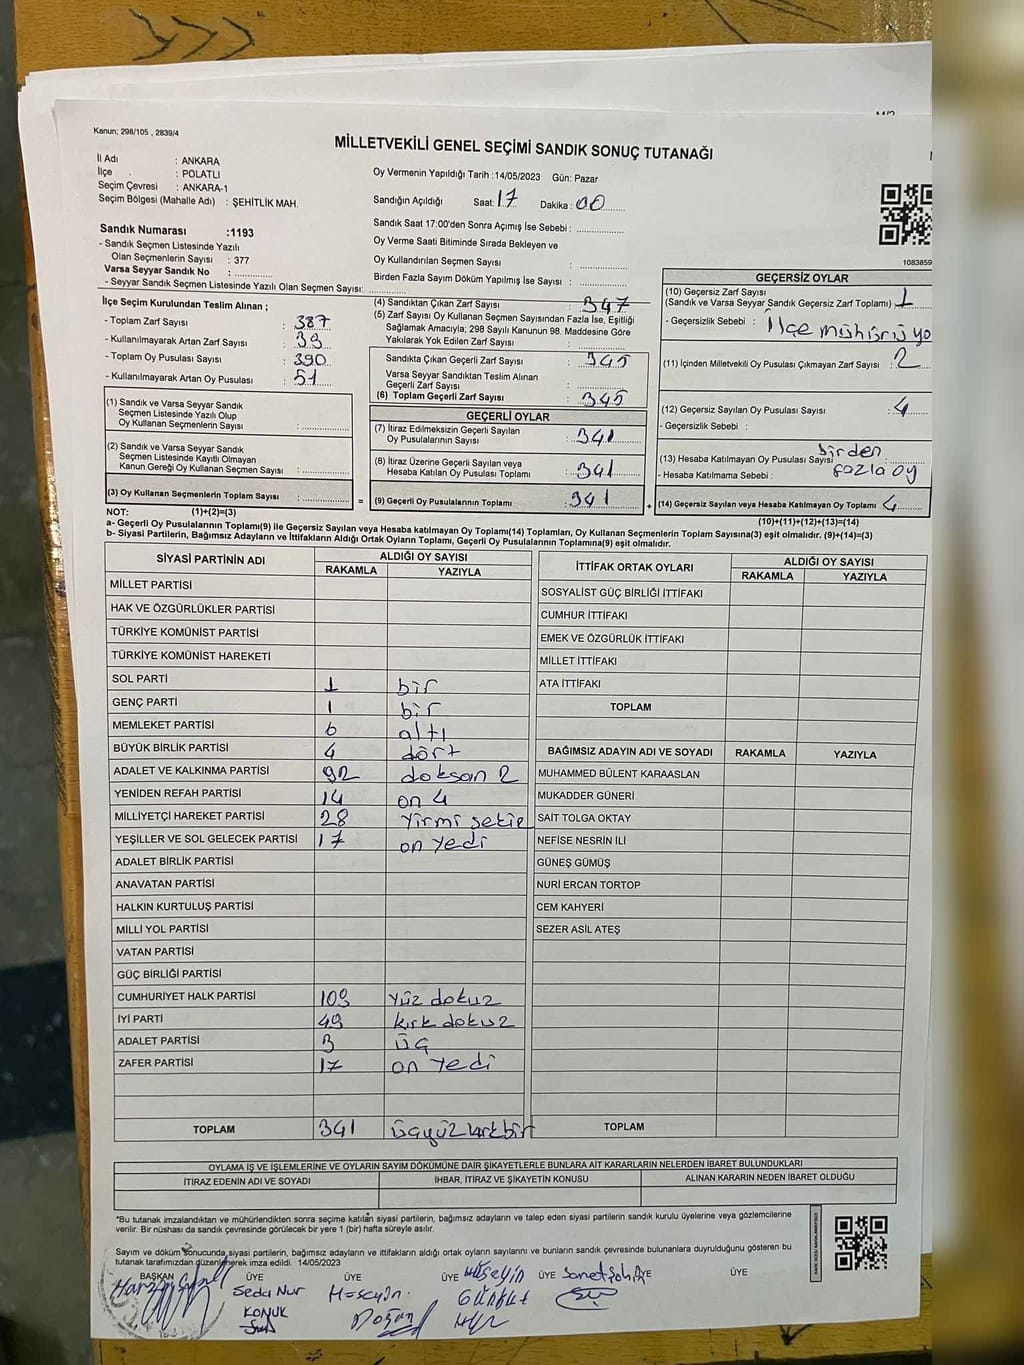 Kanun; 298/105 , 2839/4
MİLLETVEKİLİ GENEL SEÇİMİ SANDIK SONUÇ TUTANAĞI
İl Adı : ANKARA
İlçe : POLATLI
Seçim Çevresi : ANKARA-1
Seçim Bölgesi (Mahalle Adı) : ŞEHİTLİK MAH.
Oy Vermenin Yapıldığı Tarih :14/05/2023 Gün: Pazar
Sandığın Açıldığı Saat: 17 Dakika : 00
Sandık Saat 17:00'den Sonra Açımış İse Sebebi :
Oy Verme Saati Bitiminde Sırada Bekleyen ve
Oy Kullandırılan Seçmen Sayısı :
Birden Fazla Sayım Döküm Yapılmış İse Sayısı :
Sandık Numarası :1193
- Sandık Seçmen Listesinde Yazılı
Olan Seçmenlerin Sayısı : 377
Varsa Seyyar Sandık No :
- Seyyar Sandık Seçmen Listesinde Yazılı Olan Seçmen Sayısı:
1083859
İlçe Seçim Kurulundan Teslim Alınan ;
- Toplam Zarf Sayısı : 387
- Kullanılmayarak Artan Zarf Sayısı : 39
- Toplam Oy Pusulası Sayısı : 390
- Kullanılmayarak Artan Oy Pusulası : 51
(1) Sandık ve Varsa Seyyar Sandık
Seçmen Listesinde Yazılı Olup
Oy Kullanan Seçmenlerin Sayısı :
(2) Sandık ve Varsa Seyyar Sandık
Seçmen Listesinde Kayıtlı Olmayan
Kanun Gereği Oy Kullanan Seçmen Sayısı :
(3) Oy Kullanan Seçmenlerin Toplam Sayısı :
(4) Sandıktan Çıkan Zarf Sayısı : 347
(5) Zarf Sayısı Oy Kullanan Seçmen Sayısından Fazla İse, Eşitliği
Sağlamak Amacıyla; 298 Sayılı Kanunun 98. Maddesine Göre
Yakılarak Yok Edilen Zarf Sayısı :
Sandıkta Çıkan Geçerli Zarf Sayısı : 345
Varsa Seyyar Sandıktan Teslim Alınan
Geçerli Zarf Sayısı :
(6) Toplam Geçerli Zarf Sayısı : 345
GEÇERLİ OYLAR
(7) İtiraz Edilmeksizin Geçerli Sayılan
Oy Pusulalarının Sayısı : 341
(8) İtiraz Üzerine Geçerli Sayılan veya
Hesaba Katılan Oy Pusulası Toplamı : 341
= (9) Geçerli Oy Pusulalarının Toplamı : 341
GEÇERSİZ OYLAR
(10) Geçersiz Zarf Sayısı
(Sandık ve Varsa Seyyar Sandık Geçersiz Zarf Toplamı) 1
- Geçersizlik Sebebi : İlçe mühürü yo
(11) İçinden Milletvekili Oy Pusulası Çıkmayan Zarf Sayısı : 2
(12) Geçersiz Sayılan Oy Pusulası Sayısı : 4
- Geçersizlik Sebebi :
(13) Hesaba Katılmayan Oy Pusulası Sayısı birden
- Hesaba Katılmama Sebebi : fazla oy
+ (14) Geçersiz Sayılan veya Hesaba Katılmayan Oy Toplamı 4
NOT: (1)+(2)=(3)
(10)+(11)+(12)+(13)=(14)
a- Geçerli Oy Pusulalarının Toplamı(9) ile Geçersiz Sayılan veya Hesaba katılmayan Oy Toplamı(14) Toplamları, Oy Kullanan Seçmenlerin Toplam Sayısına(3) eşit olmalıdır. (9)+(14)=(3)
b- Siyasi Partilerin, Bağımsız Adayların ve İttifakların Aldığı Ortak Oyların Toplamı, Geçerli Oy Pusulalarının Toplamına(9) eşit olmalıdır.
SİYASİ PARTİNİN ADI ALDIĞI OY SAYISI
RAKAMLA YAZIYLA
MİLLET PARTİSİ
HAK VE ÖZGÜRLÜKLER PARTİSİ
TÜRKİYE KOMÜNİST PARTİSİ
TÜRKİYE KOMÜNİST HAREKETİ
SOL PARTİ 1 bir
GENÇ PARTİ 1 bir
MEMLEKET PARTİSİ 6 altı
BÜYÜK BİRLİK PARTİSİ 4 dört
ADALET VE KALKINMA PARTİSİ 92 doksan 2
YENİDEN REFAH PARTİSİ 14 on 4
MİLLİYETÇİ HAREKET PARTİSİ 28 Yirmi sekiz
YEŞİLLER VE SOL GELECEK PARTİSİ 17 on yedi
ADALET BİRLİK PARTİSİ
ANAVATAN PARTİSİ
HALKIN KURTULUŞ PARTİSİ
MİLLİ YOL PARTİSİ
VATAN PARTİSİ
GÜÇ BİRLİĞİ PARTİSİ
CUMHURİYET HALK PARTİSİ 109 Yüz dokuz
İYİ PARTİ 49 kırk dokuz
ADALET PARTİSİ 3 üç
ZAFER PARTİSİ 17 on Yedi
TOPLAM 341 üçyüz kırkbir
İTTİFAK ORTAK OYLARI ALDIĞI OY SAYISI
RAKAMLA YAZIYLA
SOSYALİST GÜÇ BİRLİĞİ İTTİFAKI
CUMHUR İTTİFAKI
EMEK VE ÖZGÜRLÜK İTTİFAKI
MİLLET İTTİFAKI
ATA İTTİFAKI
TOPLAM
BAĞIMSIZ ADAYIN ADI VE SOYADI RAKAMLA YAZIYLA
MUHAMMED BÜLENT KARAASLAN
MUKADDER GÜNERİ
SAİT TOLGA OKTAY
NEFİSE NESRİN İLİ
GÜNEŞ GÜMÜŞ
NURİ ERCAN TORTOP
CEM KAHYERİ
SEZER ASİL ATEŞ
TOPLAM
OYLAMA İŞ VE İŞLEMLERİNE VE OYLARIN SAYIM DÖKÜMÜNE DAİR ŞİKAYETLERLE BUNLARA AİT KARARLARIN NELERDEN İBARET BULUNDUKLARI
İTİRAZ EDENİN ADI VE SOYADI İHBAR, İTİRAZ VE ŞİKAYETİN KONUSU ALINAN KARARIN NEDEN İBARET OLDUĞU
*Bu tutanak imzalandıktan ve mühürlendikten sonra seçime katılan siyasi partilerin, bağımsız adayların ve talep eden siyasi partilerin sandık kurulu üyelerine veya gözlemcilerine
verilir. Bir nüshası da sandık çevresinde görülecek bir yere 1 (bir) hafta süreyle asılır.
Sayım ve döküm sonucunda siyasi partilerin, bağımsız adayların ve ittifakların aldığı ortak oyların sayılarını ve bunların sandık çevresinde bulunanlara duyrulduğunu gösteren bu
tutanak tarafımızdan düzenlenerek imza edildi. 14/05/2023
BAŞKAN ÜYE ÜYE ÜYE Hüseyin ÜYE ÜYE ÜYE
Seda Nur Hüseyin
KONUK Doğan